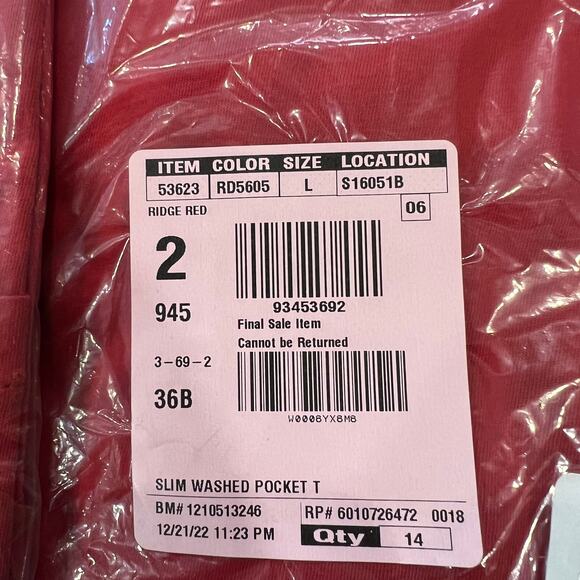 ITEM COLOR SIZE LOCATION
53623 RD5605 L S16051B
RIDGE RED 06
2
945
93453692
Final Sale Item
Cannot be Returned
3-69-2
36B
W0008YX8M8
SLIM WASHED POCKET T
BM# 1210513246 RP# 6010726472 0018
12/21/22 11:23 PM Qty 14